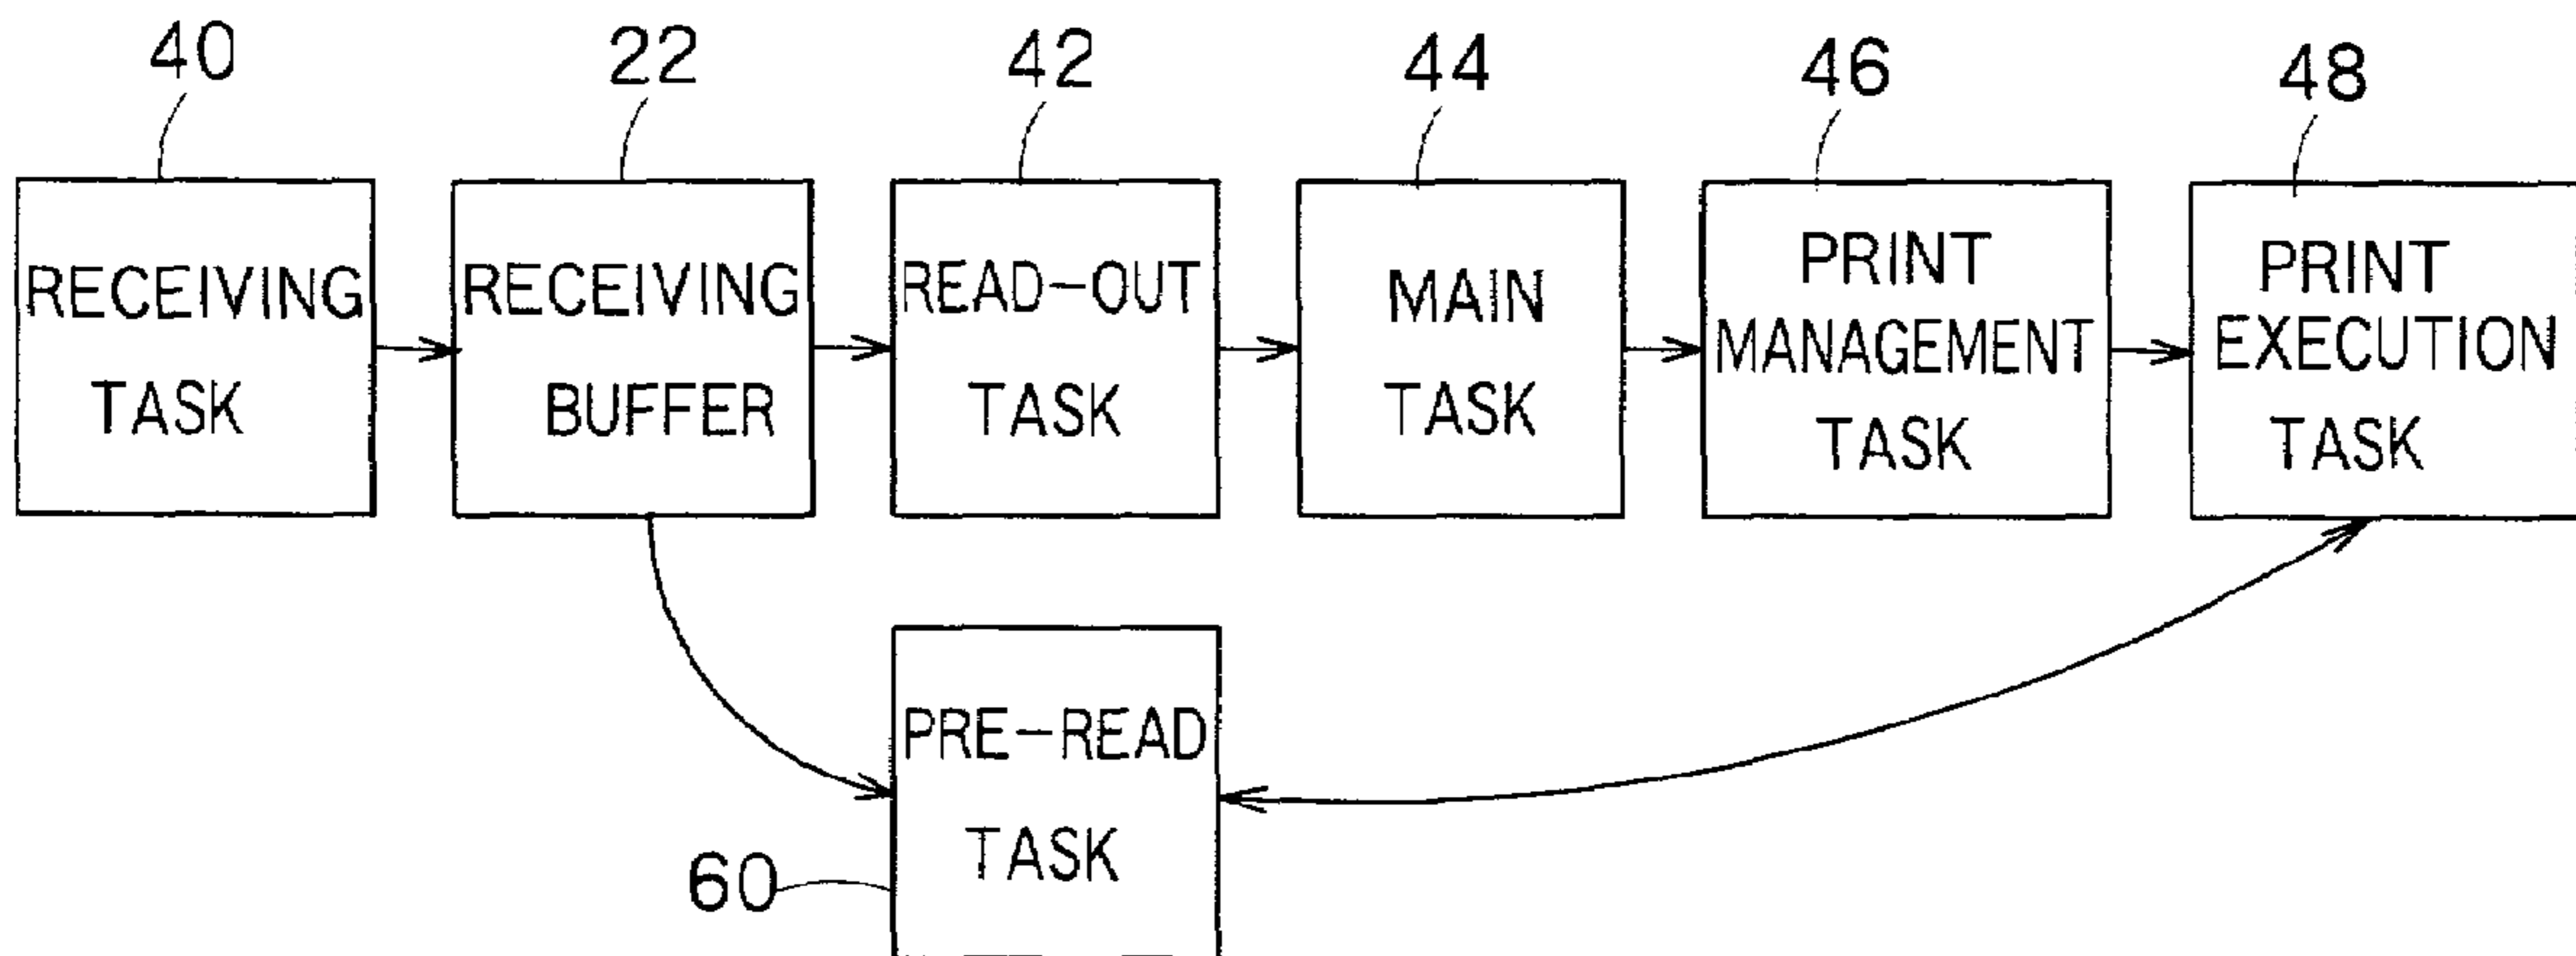 40
22
42
44
46
48
RECEIVING
TASK
RECEIVING
BUFFER
READ-OUT
TASK
MAIN
TASK
PRINT
MANAGEMENT
TASK
PRINT
EXECUTION
TASK
PRE-READ
TASK
60